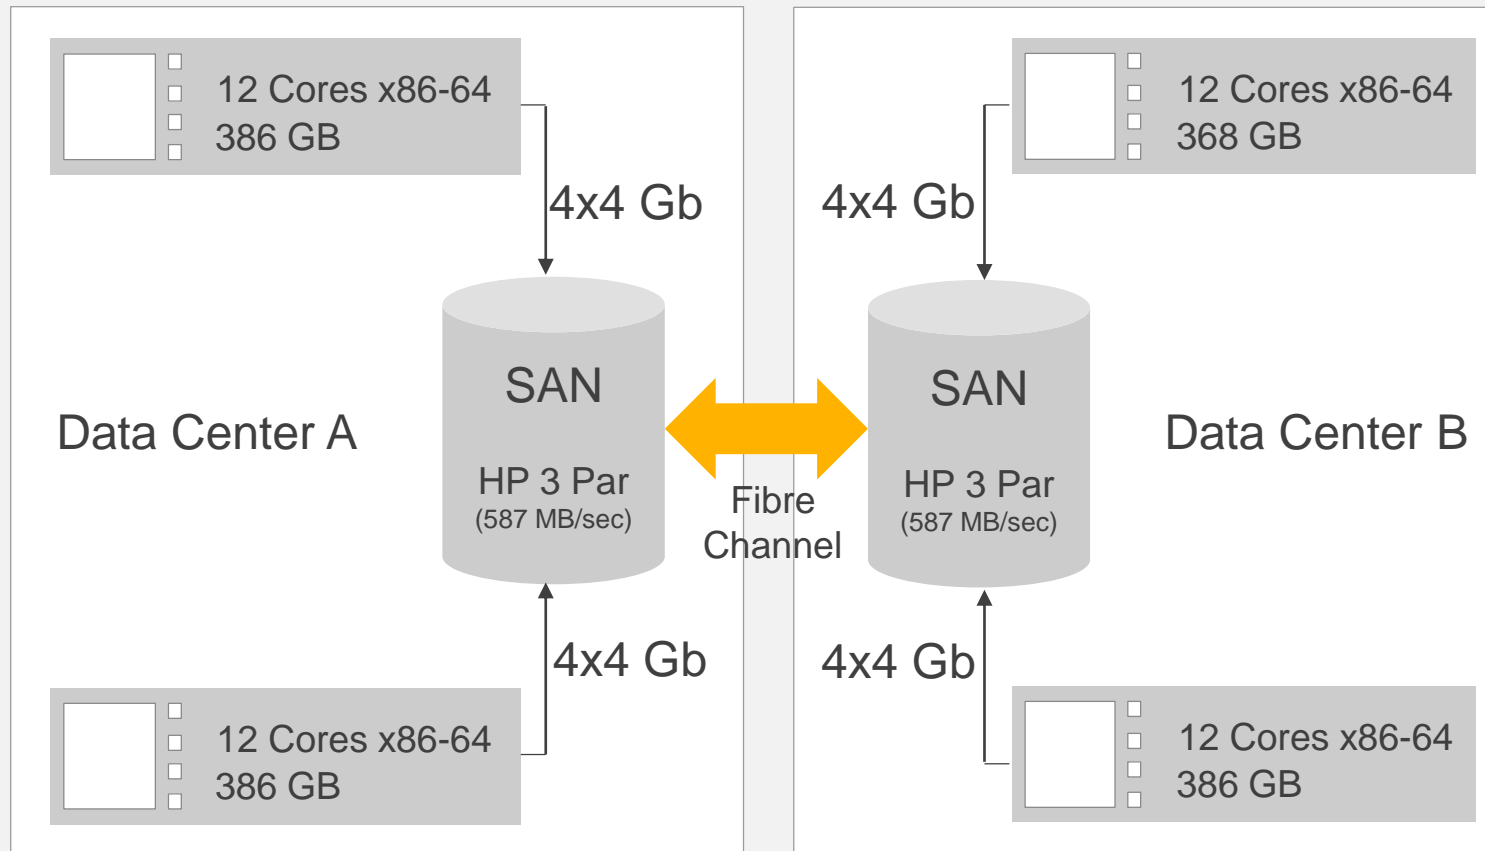 12 Cores x86-64
386 GB
4x4 Gb
SAN
HP 3 Par
(587 MB/sec)
Data Center A
4x4 Gb
12 Cores x86-64
386 GB
Fibre
Channel
12 Cores x86-64
368 GB
4x4 Gb
SAN
HP 3 Par
(587 MB/sec)
Data Center B
4x4 Gb
12 Cores x86-64
386 GB